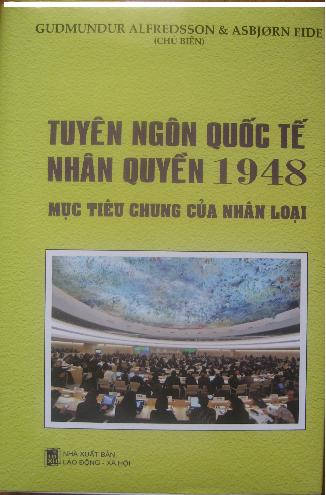 GUDMUNDUR ALFREDSSON & ASBJØRN EIDE
(CHỦ BIÊN)
TUYÊN NGÔN QUỐC TẾ
NHÂN QUYỀN 1948
MỤC TIÊU CHUNG CỦA NHÂN LOẠI
NHÀ XUẤT BẢN
LAO ĐỘNG - XÃ HỘI